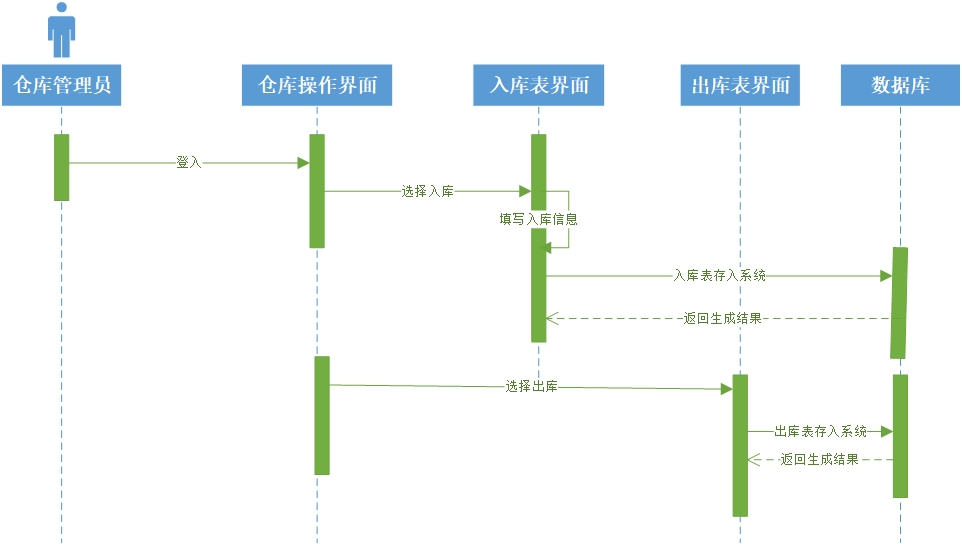 仓库管理员
仓库操作界面
入库表界面
出库表界面
数据库
登入
选择入库
填写入库信息
入库表存入系统
返回生成结果
选择出库
出库表存入系统
返回生成结果